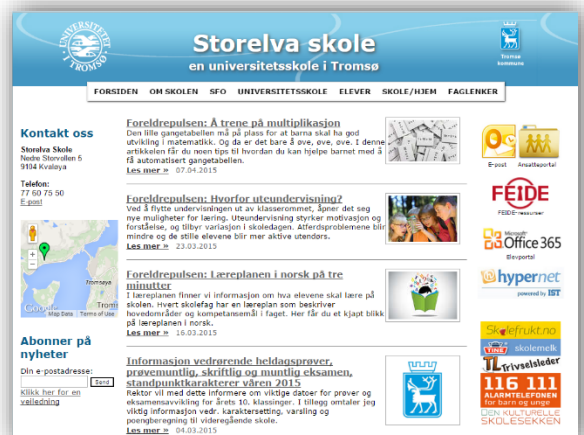 UNIVERSITETET
I TROMSØ
Storelva skole
en universitetsskole i Tromsø
Tromsø
kommune
FORSIDEN OM SKOLEN SFO UNIVERSITETSSKOLE ELEVER SKOLE/HJEM FAGLENKER
Kontakt oss
Storelva Skole
Nedre Storvollen 5
9104 Kvaløya
Telefon:
77 60 75 50
E-post
Tromsøya
Google
Map Data Terms of Use
Abonner på
nyheter
Din e-postadresse:
Send
Klikk her for en
veiledning
Foreldrepulsen: Å trene på multiplikasjon
Den lille gangetabellen må på plass for at barna skal ha god
utvikling i matematikk. Og da er det bare å øve, øve, øve. I denne
artikkelen får du noen tips til hvordan du kan hjelpe barnet med å
få automatisert gangetabellen.
Les mer » 07.04.2015
Foreldrepulsen: Hvorfor uteundervisning?
Ved å flytte undervisningen ut av klasserommet, åpner det seg
nye muligheter for læring. Uteundervisning styrker motivasjon og
forståelse, og tilbyr variasjon i skoledagen. Atferdsproblemene blir
mindre og de stille elevene blir mer aktive utendørs.
Les mer » 23.03.2015
Foreldrepulsen: Læreplanen i norsk på tre
minutter
I læreplanen finner vi informasjon om hva elevene skal lære på
skolen. Hvert skolefag har en læreplan som beskriver
hovedområder og kompetansemål i faget. Her får du et kjapt blikk
på læreplanen i norsk.
Les mer » 16.03.2015
Informasjon vedrørende heldagsprøver,
prøvemuntlig, skriftlig og muntlig eksamen,
standpunktkarakterer våren 2015
Rektor vil med dette informere om viktige datoer for prøver og
eksamensavvikling for årets 10. klassinger. I tillegg omtaler jeg
viktig informasjon vedr. karaktersetting, varsling og
poengberegning til videregående skole.
Les mer » 04.03.2015
E-post Ansatteportal
FEIDE
FEIDE-ressurser
Microsoft
Office 365
Elevportal
hypernet
powered by IST
Skolefrukt.no
TINE skolemelk
TL Trivselsleder
116 111
ALARMTELEFONEN
for barn og unge
DEN KULTURELLE
SKOLESEKKEN